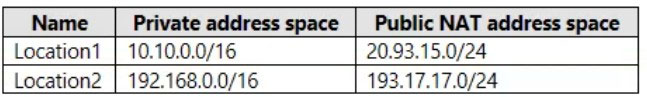 Name Private address space Public NAT address space
Location1 10.10.0.0/16 20.93.15.0/24
Location2 192.168.0.0/16 193.17.17.0/24